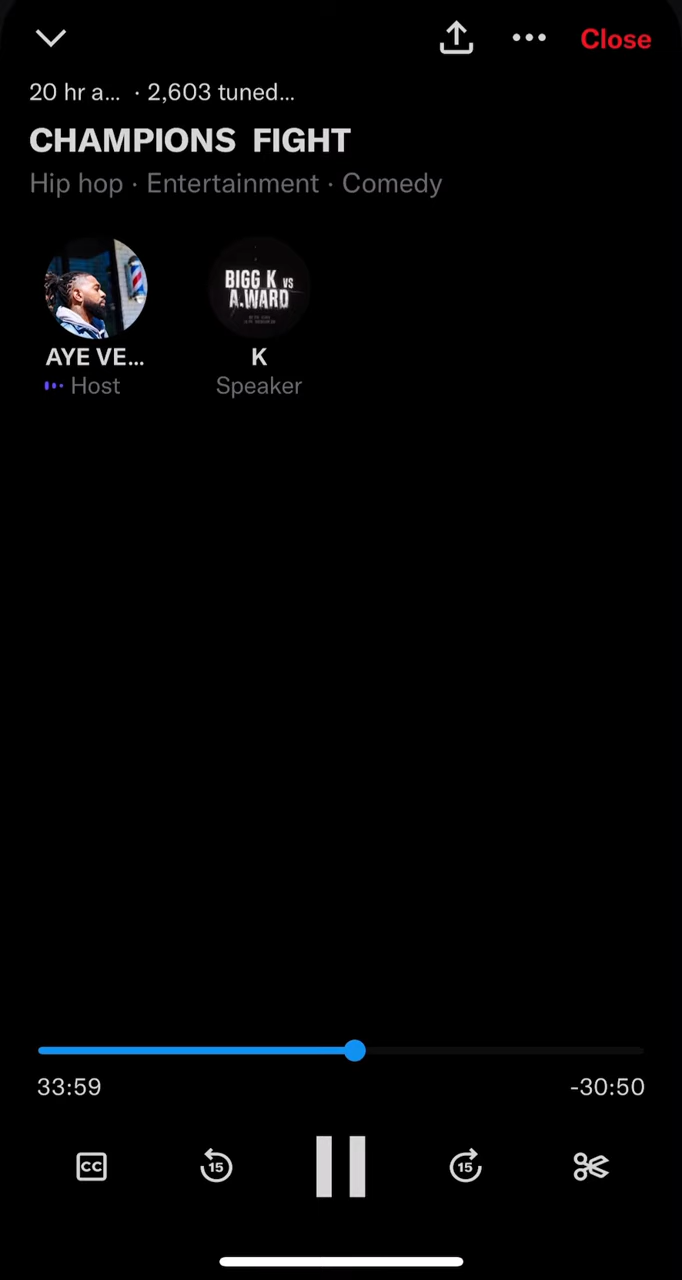 Close
20 hr a... · 2,603 tuned...
CHAMPIONS FIGHT
Hip hop · Entertainment · Comedy
BIGG K VS
A.WARD
AYE VE...
K
Host
Speaker
33:59
-30:50
CC
15
15